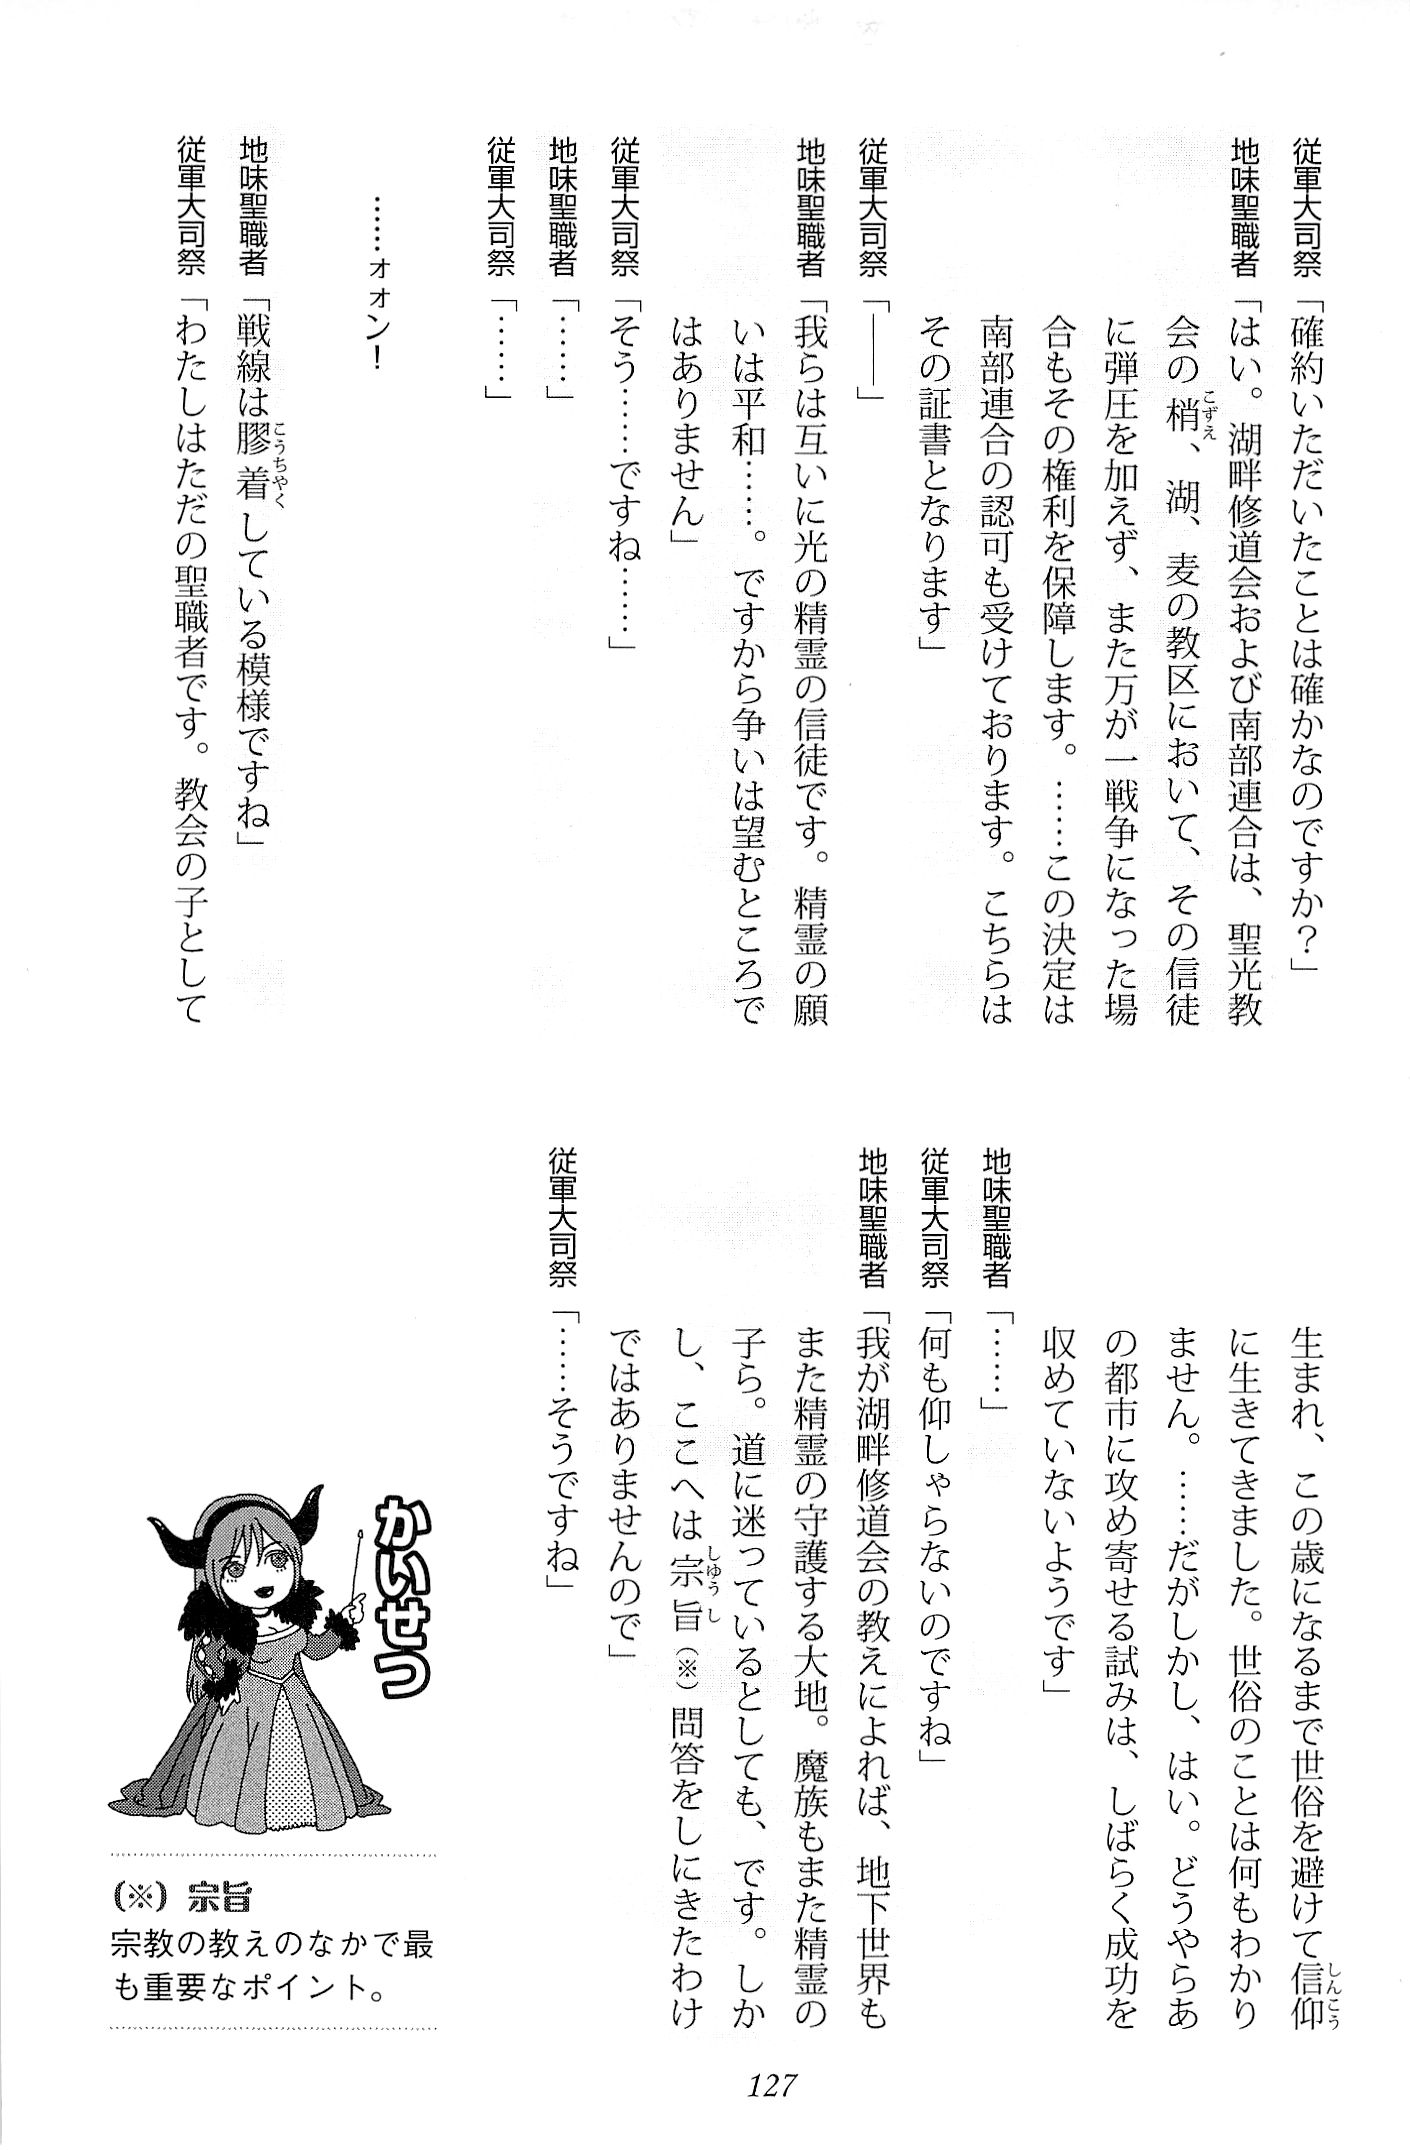 従軍大司祭「確約いただいたことは確かなのですか？」
地味聖職者「はい。湖畔修道会および南部連合は、聖光教
会の梢、湖、麦の教区において、その信徒
に弾圧を加えず、また万が一戦争になった場
合もその権利を保障します。……この決定は
南部連合の認可も受けております。こちらは
その証書となります」
従軍大司祭「――」
地味聖職者「我らは互いに光の精霊の信徒です。精霊の願
いは平和……。ですから争いは望むところで
はありません」
従軍大司祭「そう……ですね……」
地味聖職者「……」
従軍大司祭「……」
……ォォン！
地味聖職者「戦線は膠着している模様ですね」
従軍大司祭「わたしはただの聖職者です。教会の子として
生まれ、この歳になるまで世俗を避けて信仰
に生きてきました。世俗のことは何もわかり
ません。……だがしかし、はい。どうやらあ
の都市に攻め寄せる試みは、しばらく成功を
収めていないようです」
地味聖職者「……」
従軍大司祭「何も仰しゃらないのですね」
地味聖職者「我が湖畔修道会の教えによれば、地下世界も
また精霊の守護する大地。魔族もまた精霊の
子ら。道に迷っているとしても、です。しか
し、ここへは宗旨（※）問答をしにきたわけ
ではありませんので」
従軍大司祭「……そうですね」
かいせつ
（※）宗旨
宗教の教えのなかで最
も重要なポイント。
127